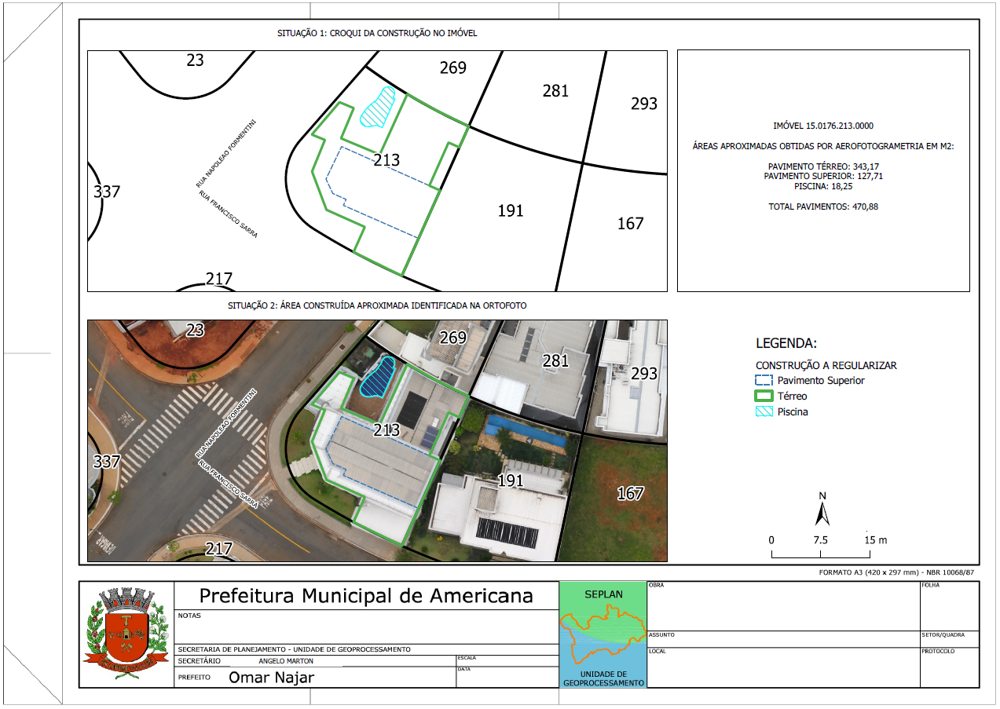 SITUAÇÃO 1: CROQUI DA CONSTRUÇÃO NO IMÓVEL
23
269
281
293
213
337
191
167
217
RUA NAPOLEAO FORMENTINI
RUA FRANCISCO SARRA
IMÓVEL 15.0176.213.0000
ÁREAS APROXIMADAS OBTIDAS POR AEROFOTOGRAMETRIA EM M2:
PAVIMENTO TÉRREO: 343,17
PAVIMENTO SUPERIOR: 127,71
PISCINA: 18,25
TOTAL PAVIMENTOS: 470,88
SITUAÇÃO 2: ÁREA CONSTRUÍDA APROXIMADA IDENTIFICADA NA ORTOFOTO
23
269
281
293
213
337
191
167
217
RUA NAPOLEAO FORMENTINI
RUA FRANCISCO SARRA
LEGENDA:
CONSTRUÇÃO A REGULARIZAR
Pavimento Superior
Térreo
Piscina
N
0 7.5 15 m
FORMATO A3 (420 x 297 mm) - NBR 10068/87
Prefeitura Municipal de Americana
NOTAS
SECRETARIA DE PLANEJAMENTO - UNIDADE DE GEOPROCESSAMENTO
SECRETÁRIO ANGELO MARTON
PREFEITO Omar Najar
ESCALA
DATA
SEPLAN
UNIDADE DE
GEOPROCESSAMENTO
OBRA
FOLHA
ASSUNTO
SETOR/QUADRA
LOCAL
PROTOCOLO